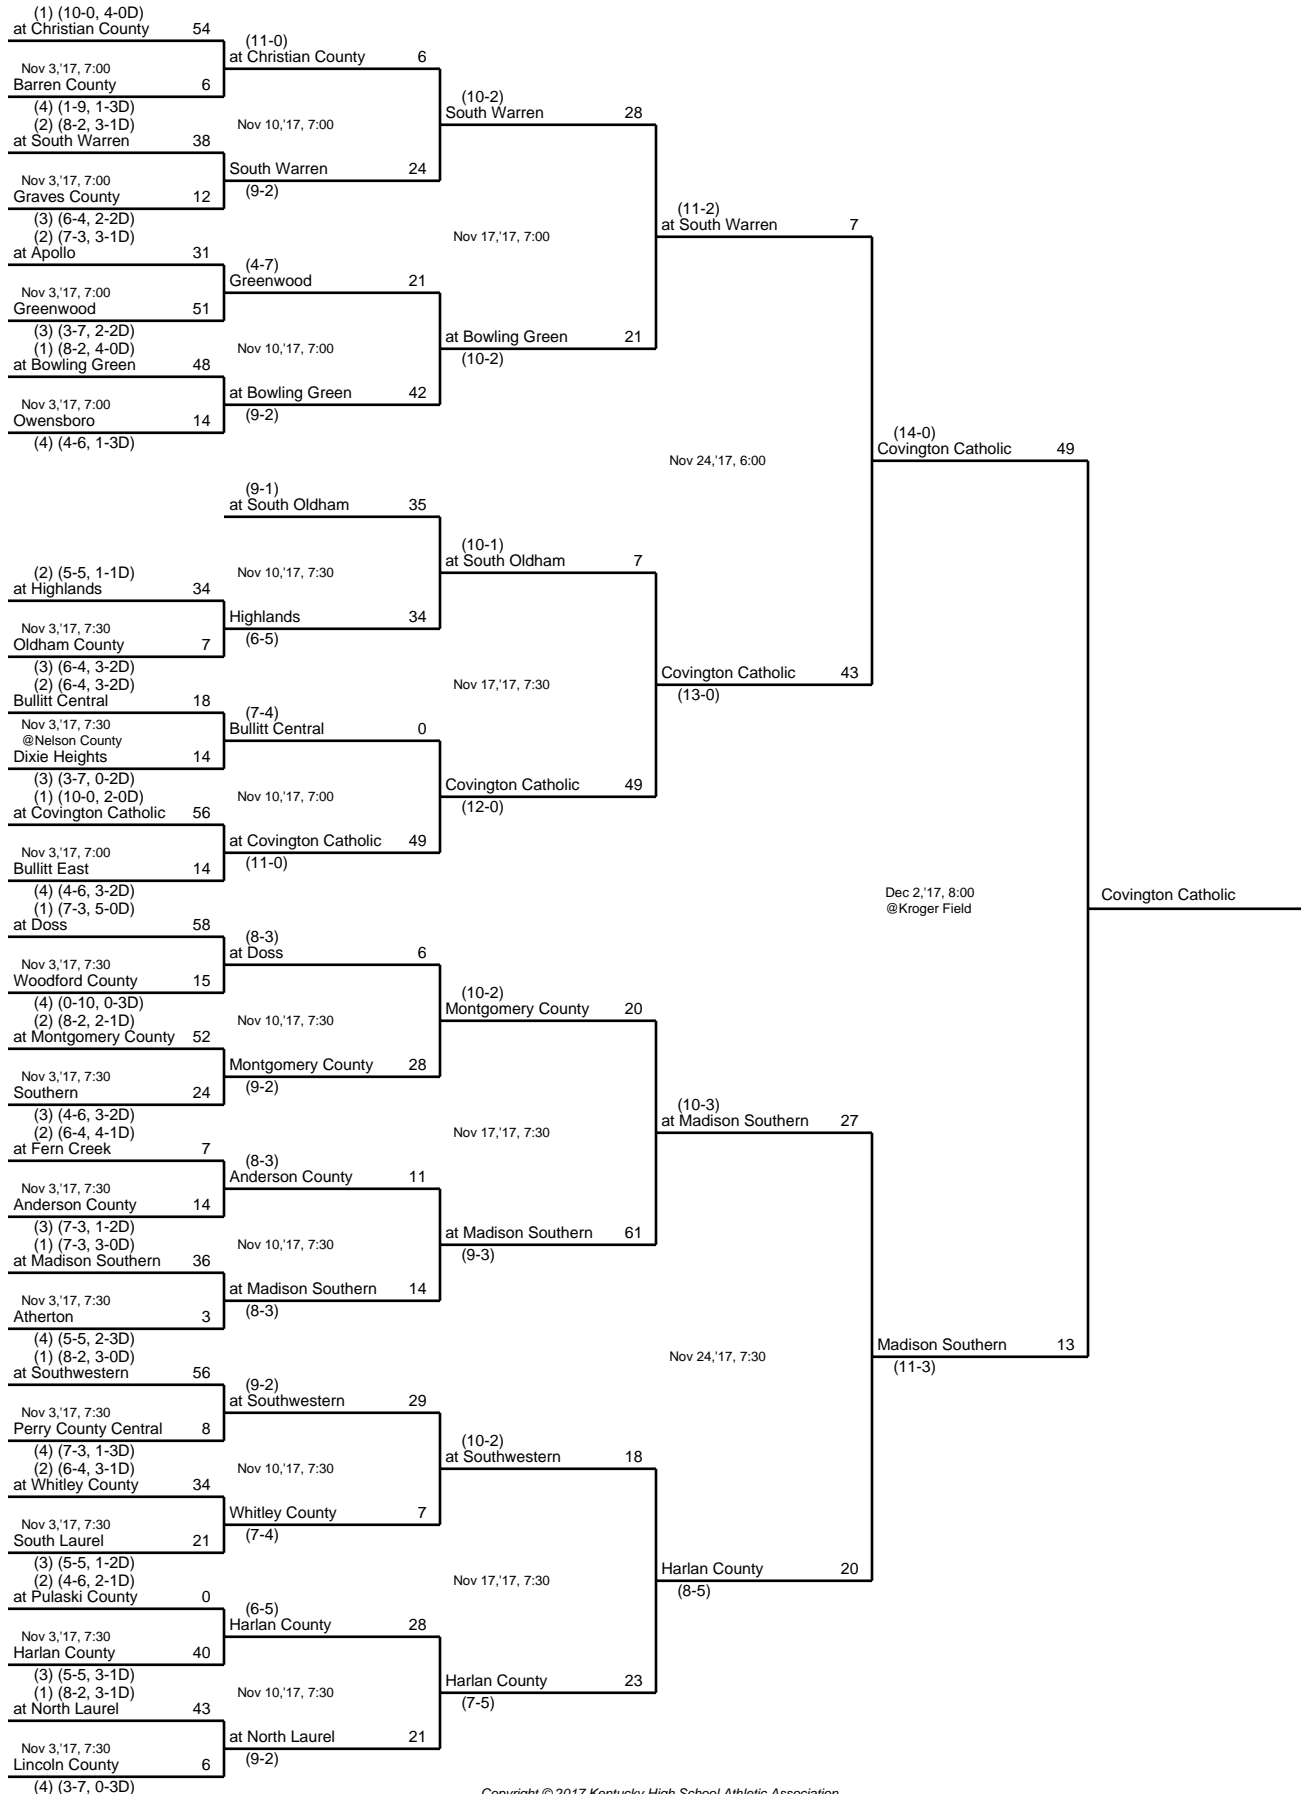 (1) (10-0, 4-0D)
at Christian County 54
Nov 3,'17, 7:00
Barren County 6
(4) (1-9, 1-3D)
(2) (8-2, 3-1D)
at South Warren 38
Nov 3,'17, 7:00
Graves County 12
(3) (6-4, 2-2D)
(2) (7-3, 3-1D)
at Apollo 31
Nov 3,'17, 7:00
Greenwood 51
(3) (3-7, 2-2D)
(1) (8-2, 4-0D)
at Bowling Green 48
Nov 3,'17, 7:00
Owensboro 14
(4) (4-6, 1-3D)
(2) (5-5, 1-1D)
at Highlands 34
Nov 3,'17, 7:30
Oldham County 7
(3) (6-4, 3-2D)
(2) (6-4, 3-2D)
Bullitt Central 18
Nov 3,'17, 7:30
@Nelson County
Dixie Heights 14
(3) (3-7, 0-2D)
(1) (10-0, 2-0D)
at Covington Catholic 56
Nov 3,'17, 7:00
Bullitt East 14
(4) (4-6, 3-2D)
(1) (7-3, 5-0D)
at Doss 58
Nov 3,'17, 7:30
Woodford County 15
(4) (0-10, 0-3D)
(2) (8-2, 2-1D)
at Montgomery County 52
Nov 3,'17, 7:30
Southern 24
(3) (4-6, 3-2D)
(2) (6-4, 4-1D)
at Fern Creek 7
Nov 3,'17, 7:30
Anderson County 14
(3) (7-3, 1-2D)
(1) (7-3, 3-0D)
at Madison Southern 36
Nov 3,'17, 7:30
Atherton 3
(4) (5-5, 2-3D)
(1) (8-2, 3-0D)
at Southwestern 56
Nov 3,'17, 7:30
Perry County Central 8
(4) (7-3, 1-3D)
(2) (6-4, 3-1D)
at Whitley County 34
Nov 3,'17, 7:30
South Laurel 21
(3) (5-5, 1-2D)
(2) (4-6, 2-1D)
at Pulaski County 0
Nov 3,'17, 7:30
Harlan County 40
(3) (5-5, 3-1D)
(1) (8-2, 3-1D)
at North Laurel 43
Nov 3,'17, 7:30
Lincoln County 6
(4) (3-7, 0-3D)
(11-0)
at Christian County 6
Nov 10,'17, 7:00
South Warren 24
(9-2)
(4-7)
Greenwood 21
Nov 10,'17, 7:00
at Bowling Green 42
(9-2)
(9-1)
at South Oldham 35
Nov 10,'17, 7:30
Highlands 34
(6-5)
(7-4)
Bullitt Central 0
Nov 10,'17, 7:00
at Covington Catholic 49
(11-0)
(8-3)
at Doss 6
Nov 10,'17, 7:30
Montgomery County 28
(9-2)
(8-3)
Anderson County 11
Nov 10,'17, 7:30
at Madison Southern 14
(8-3)
(9-2)
at Southwestern 29
Nov 10,'17, 7:30
Whitley County 7
(7-4)
(6-5)
Harlan County 28
Nov 10,'17, 7:30
at North Laurel 21
(9-2)
(10-2)
South Warren 28
Nov 17,'17, 7:00
at Bowling Green 21
(10-2)
(10-1)
at South Oldham 7
Nov 17,'17, 7:30
Covington Catholic 49
(12-0)
(10-2)
Montgomery County 20
Nov 17,'17, 7:30
at Madison Southern 61
(9-3)
(10-2)
at Southwestern 18
Nov 17,'17, 7:30
Harlan County 23
(7-5)
(11-2)
at South Warren 7
Nov 24,'17, 6:00
Covington Catholic 43
(13-0)
(10-3)
at Madison Southern 27
Nov 24,'17, 7:30
Harlan County 20
(8-5)
(14-0)
Covington Catholic 49
Dec 2,'17, 8:00
@Kroger Field
Madison Southern 13
(11-3)
Covington Catholic
Copyright © 2017 Kentucky High School Athletic Association